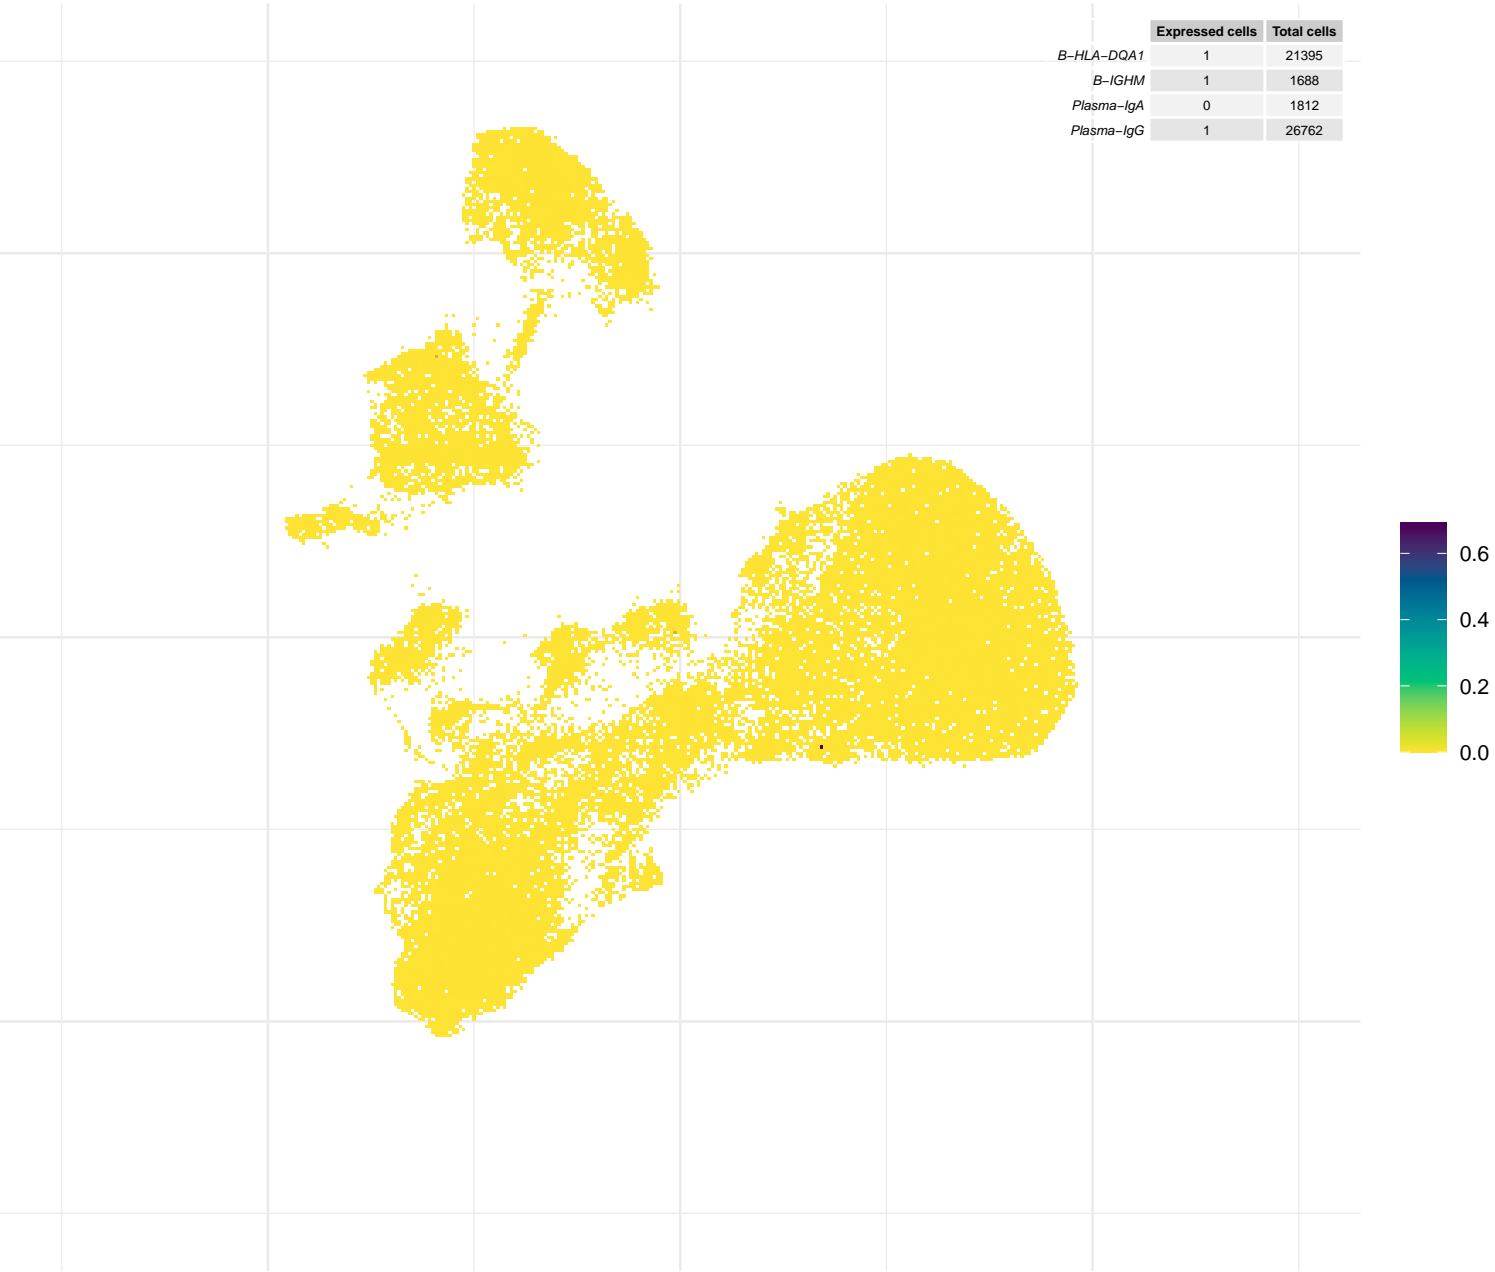 Expressed cells Total cells
B−HLA−DQA1 1 21395
B−IGHM 1 1688
Plasma−IgA 0 1812
Plasma−IgG 1 26762
0.6
0.4
0.2
0.0